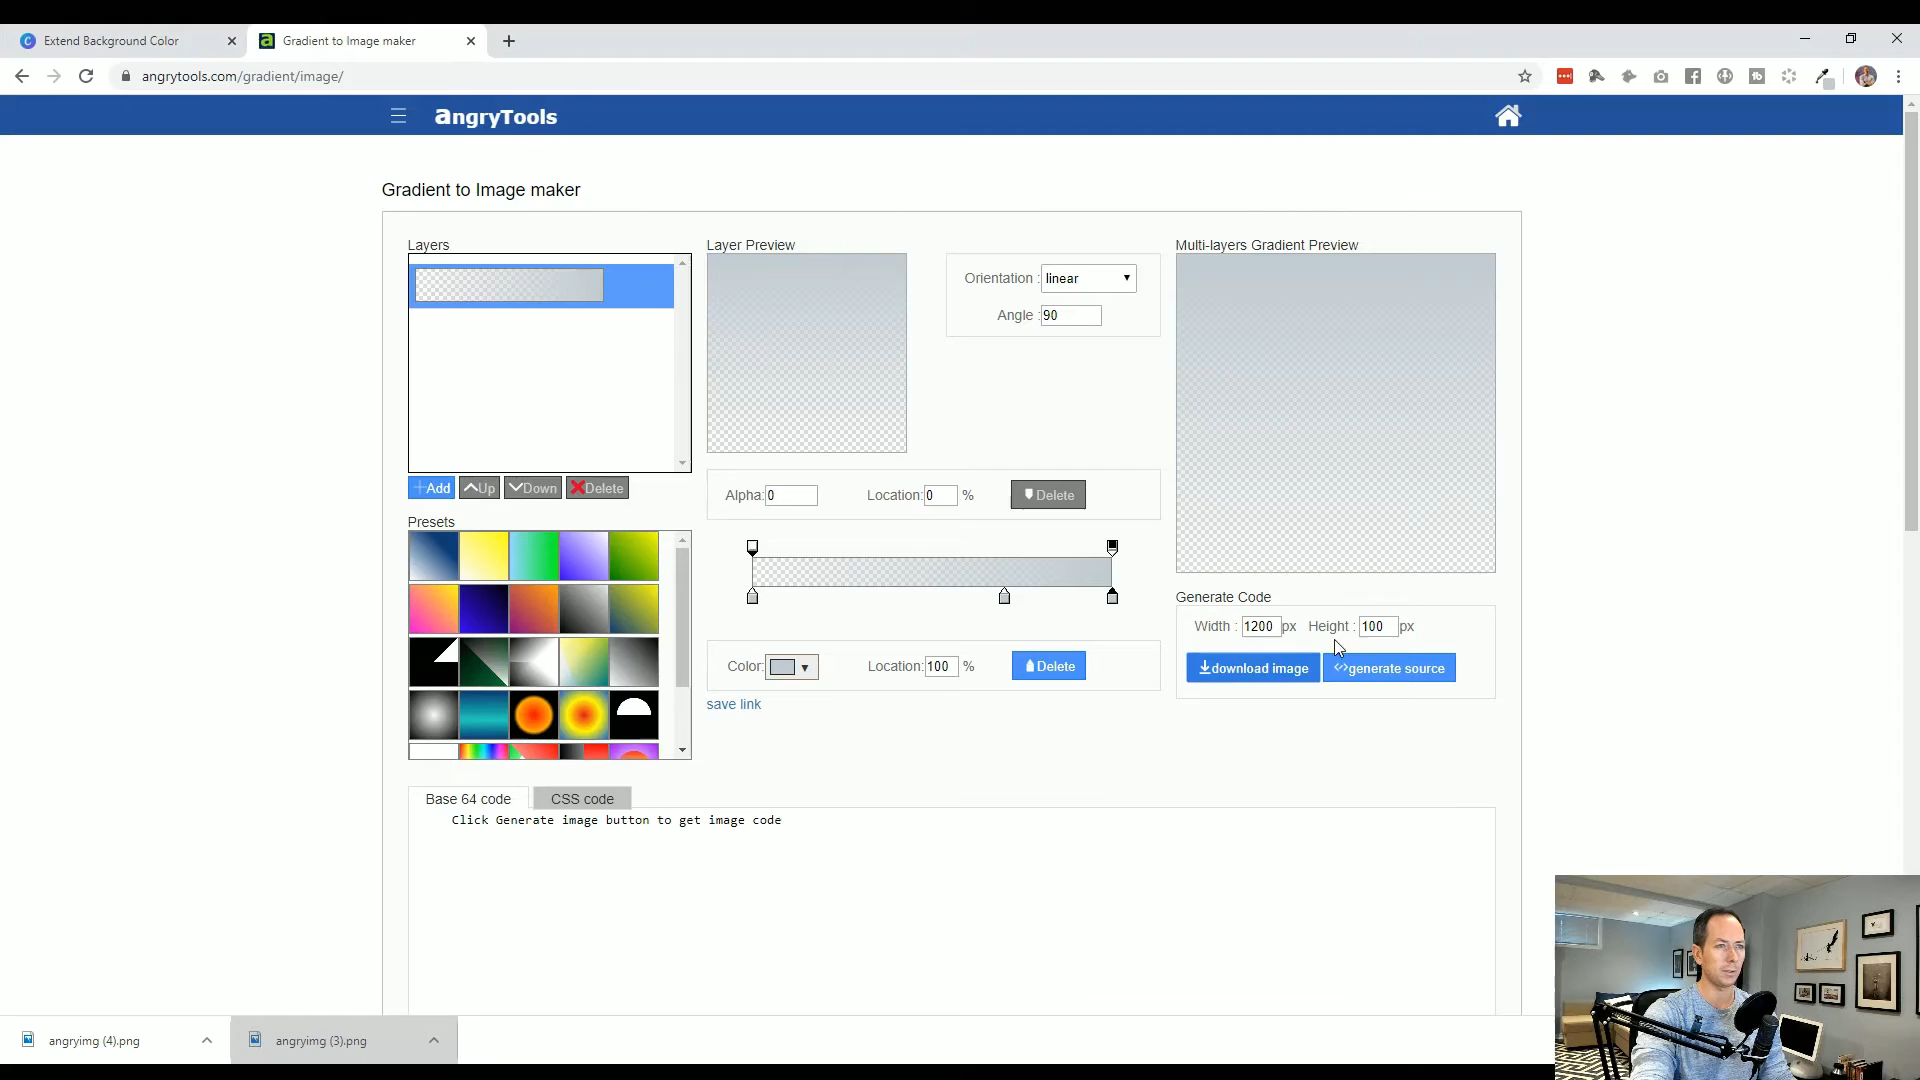 Extend Background Color
Gradient to Image maker
angrytools.com/gradient/image/
angryTools
Gradient to Image maker
Layers
Layer Preview
Multi-layers Gradient Preview
Orientation : linear
Angle : 90
Add Up Down Delete
Alpha: 0 Location: 0 % Delete
Presets
Generate Code
Width : 1200 px Height : 100 px
Color: Location: 100 % Delete
download image generate source
save link
Base 64 code CSS code
Click Generate image button to get image code
angryimg (4).png
angryimg (3).png